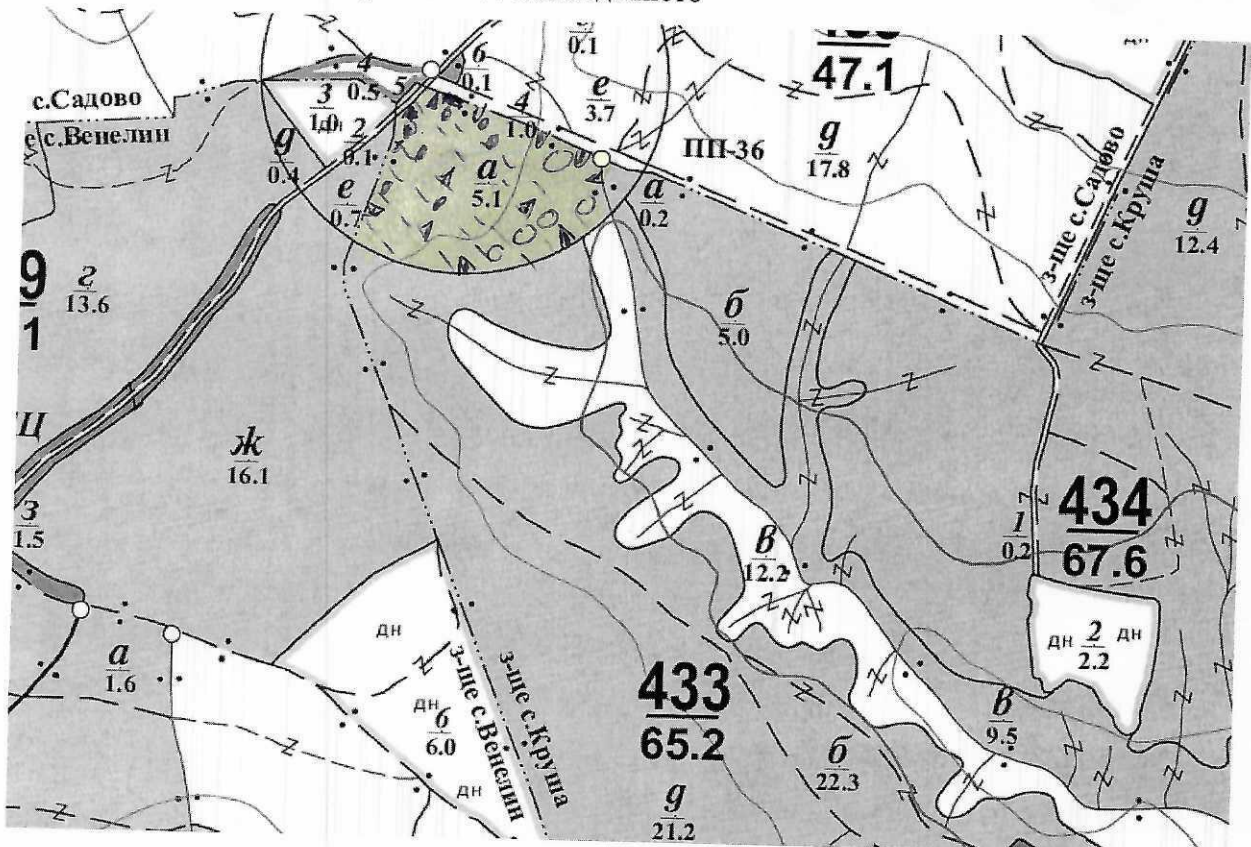 е
0.1
47.1
дн
с.Садово
е с.Венелин
4
0.5
5
6
0.1
3
1.0
2
0.1
g
0.4
е
0.7
4
1.0
е
3.7
ПП-36
g
17.8
а
5.1
а
0.2
з-ще с.Садово
з-ще с.Круша
g
12.4
9
1
г
13.6
б
5.0
Щ
ж
16.1
з
1.5
1
0.2
434
67.6
в
12.2
дн 2 дн
2.2
а
1.6
дн
дн 6
6.0
дн
з-ще с.Венелин
з-ще с.Круша
433
65.2
g
21.2
б
22.3
в
9.5